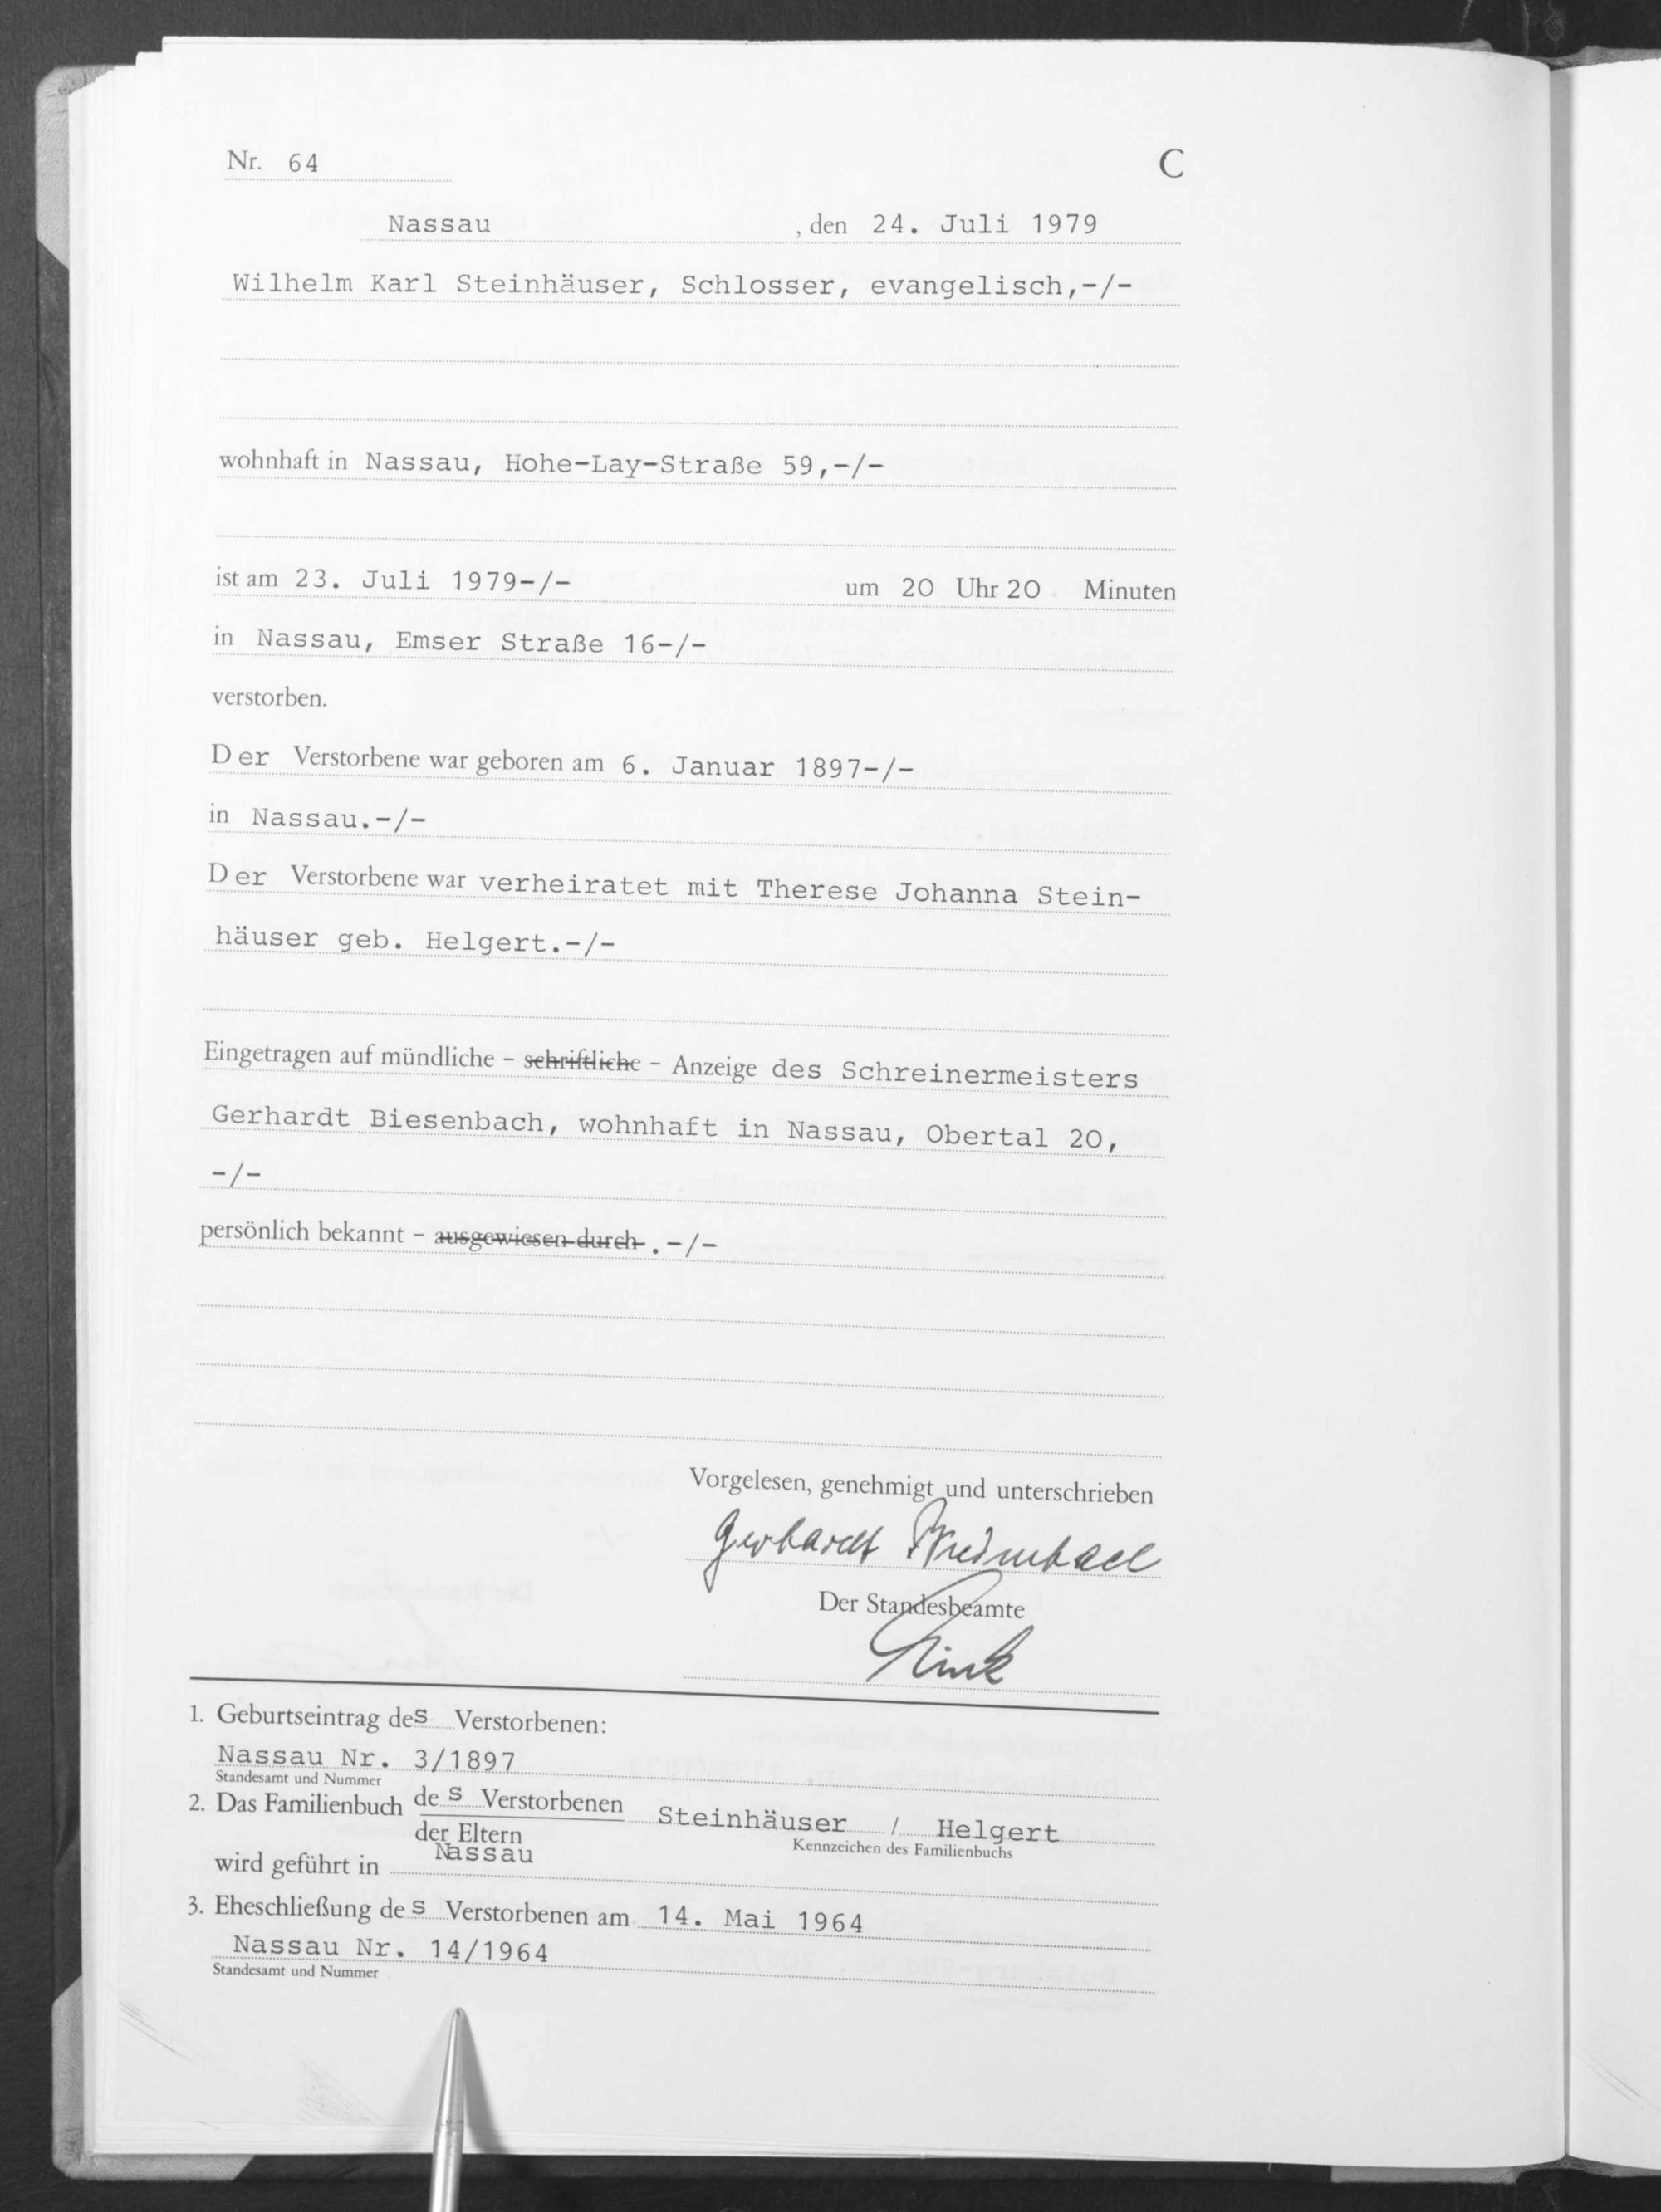 Nr. 64 C
Nassau , den 24. Juli 1979
Wilhelm Karl Steinhäuser, Schlosser, evangelisch,-/-
wohnhaft in Nassau, Hohe-Lay-Straße 59,-/-
ist am 23. Juli 1979-/- um 20 Uhr 20 Minuten
in Nassau, Emser Straße 16-/-
verstorben.
Der Verstorbene war geboren am 6. Januar 1897-/-
in Nassau.-/-
Der Verstorbene war verheiratet mit Therese Johanna Stein-
häuser geb. Helgert.-/-
Eingetragen auf mündliche - schriftliche - Anzeige des Schreinermeisters
Gerhardt Biesenbach, wohnhaft in Nassau, Obertal 20,
-/-
persönlich bekannt - ausgewiesen durch .-/-
Vorgelesen, genehmigt und unterschrieben
Gerhardt Biesenbach
Der Standesbeamte
1. Geburtseintrag des Verstorbenen:
Nassau Nr. 3/1897
Standesamt und Nummer
2. Das Familienbuch des Verstorbenen Steinhäuser / Helgert
der Eltern Kennzeichen des Familienbuchs
wird geführt in Nassau
3. Eheschließung des Verstorbenen am 14. Mai 1964
Nassau Nr. 14/1964
Standesamt und Nummer